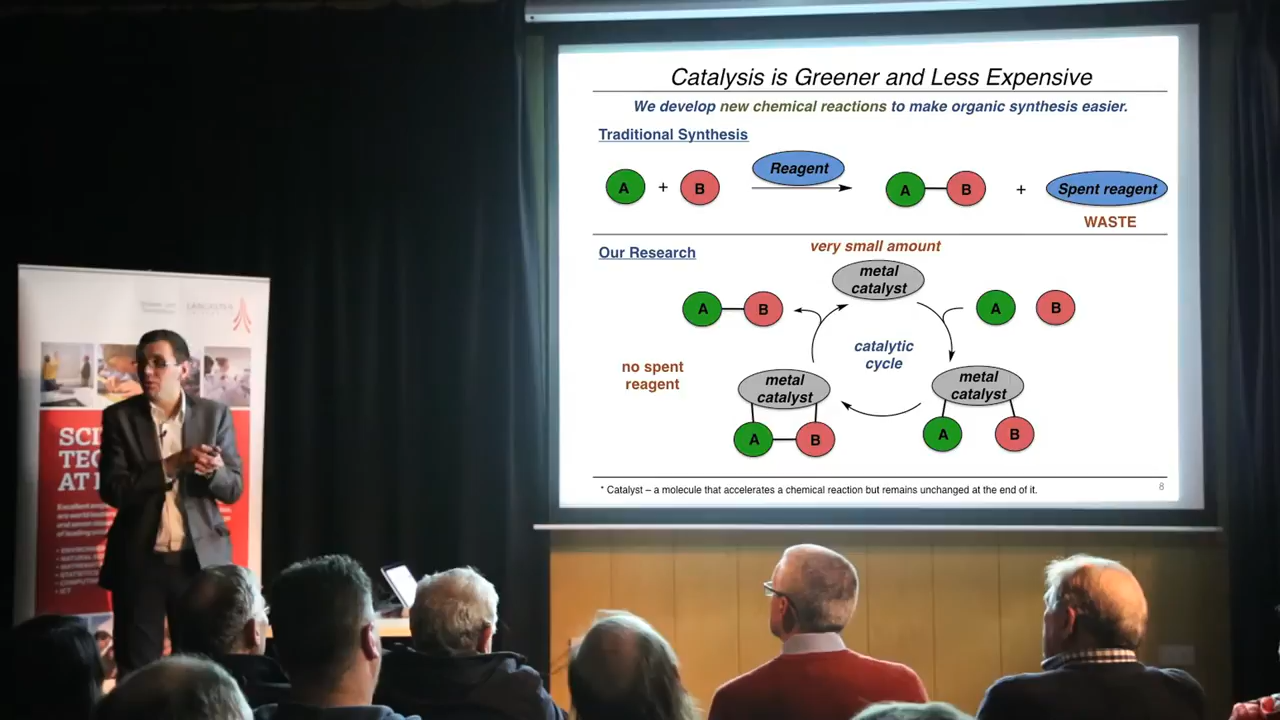 Catalysis is Greener and Less Expensive
We develop new chemical reactions to make organic synthesis easier.
Traditional Synthesis
A + B
Reagent
A B + Spent reagent
WASTE
Our Research
very small amount
metal
catalyst
A B
A B
catalytic
cycle
no spent
reagent
metal
catalyst
A B
metal
catalyst
A B
* Catalyst – a molecule that accelerates a chemical reaction but remains unchanged at the end of it.
8
LANCASTER
SCI
TEC
AT